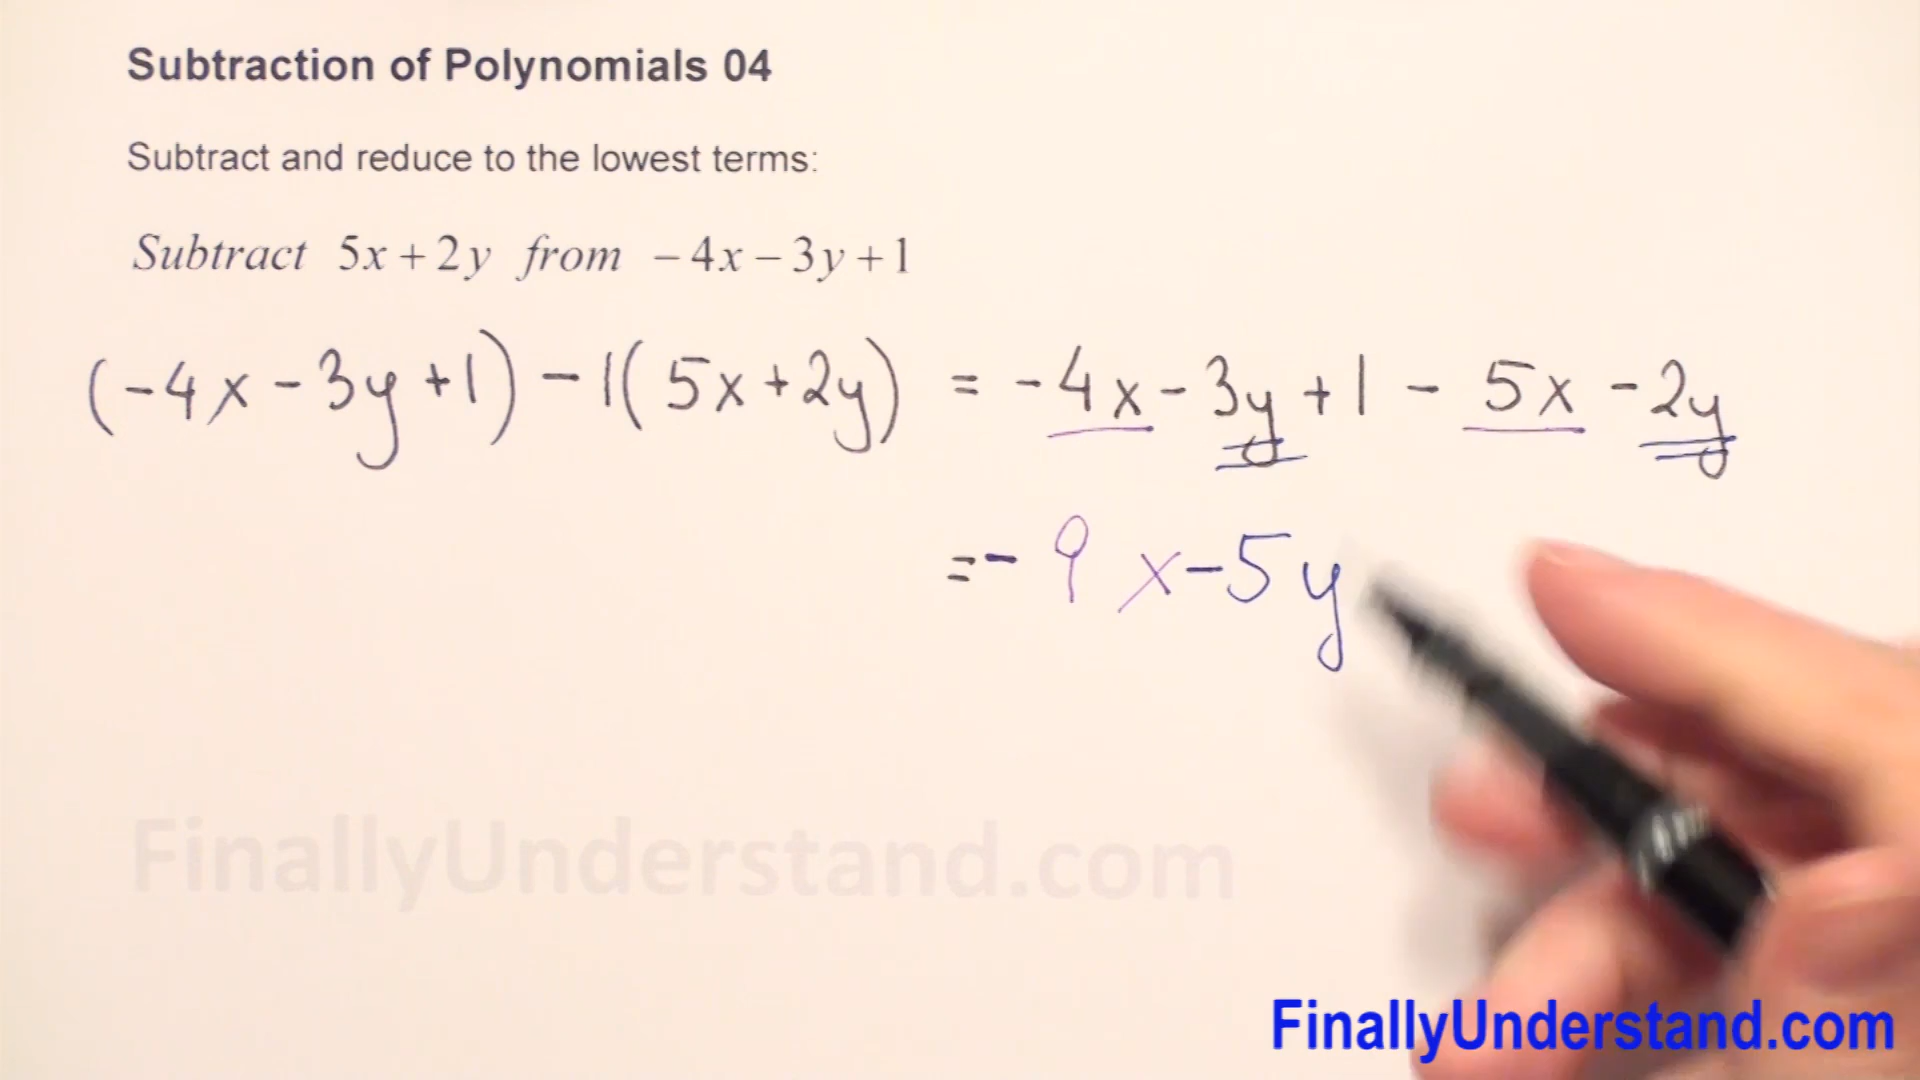 Subtraction of Polynomials 04
Subtract and reduce to the lowest terms:
Subtract 5x+2y from −4x−3y+1
(-4x-3y+1)-1(5x+2y) = -4x-3y+1-5x-2y
=-9x-5y
FinallyUnderstand.com
FinallyUnderstand.com